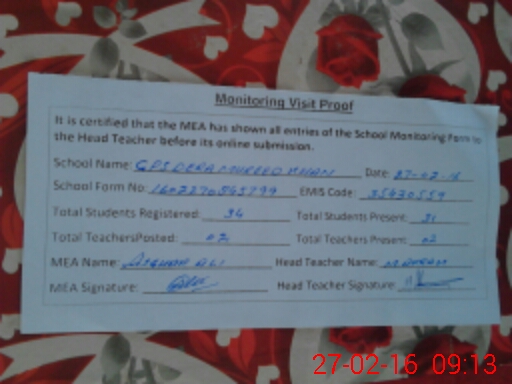 Monitoring Visit Proof
It is certified that the MEA has shown all entries of the School Monitoring Form to
the Head Teacher before its online submission.
School Name: GPS DERA MUREED KHAN Date: 27-02-16
School Form No: EMIS Code:
Total Students Registered: 34 Total Students Present: 31
Total TeachersPosted: 02 Total Teachers Present: 02
MEA Name: ALI Head Teacher Name:
MEA Signature: Head Teacher Signature:
27-02-16 09:13